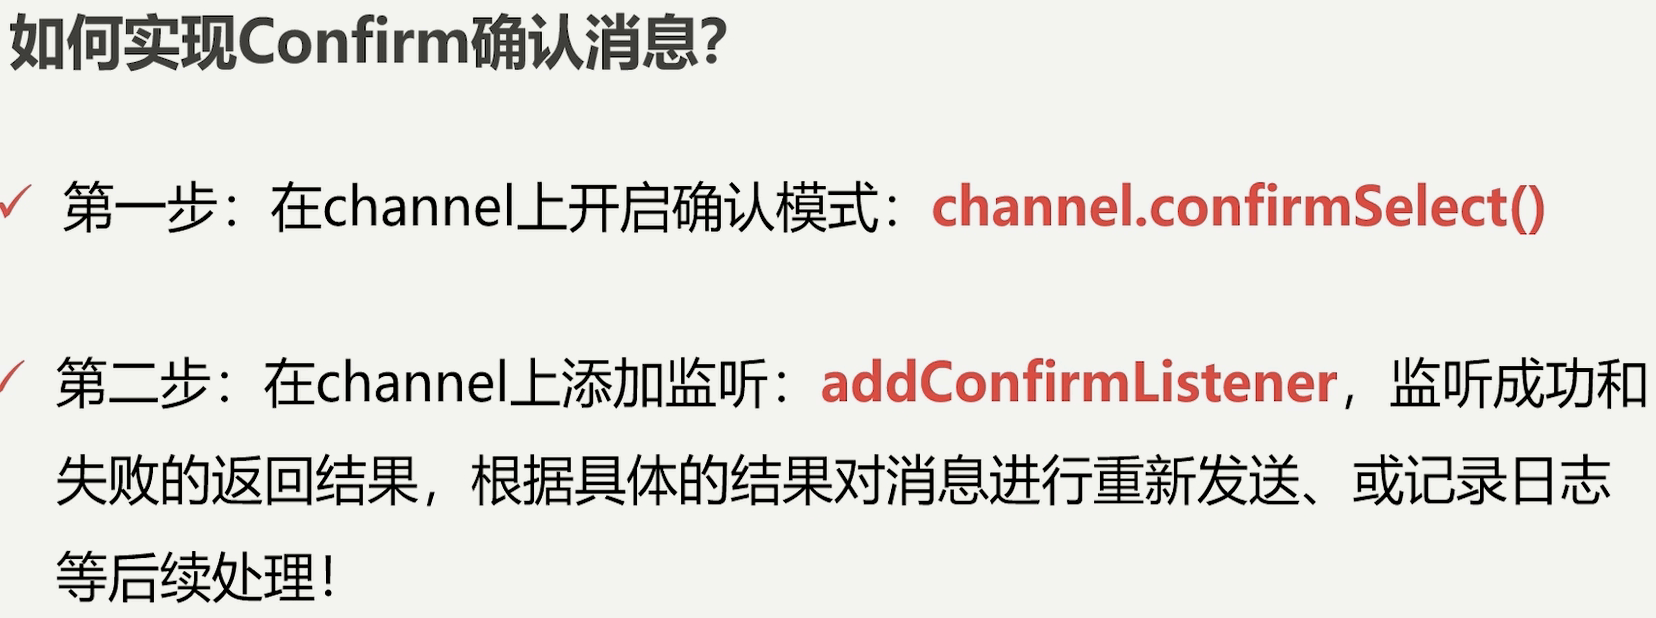 如何实现Confirm确认消息？
✓ 第一步：在channel上开启确认模式：channel.confirmSelect()
✓ 第二步：在channel上添加监听：addConfirmListener，监听成功和
失败的返回结果，根据具体的结果对消息进行重新发送、或记录日志
等后续处理！